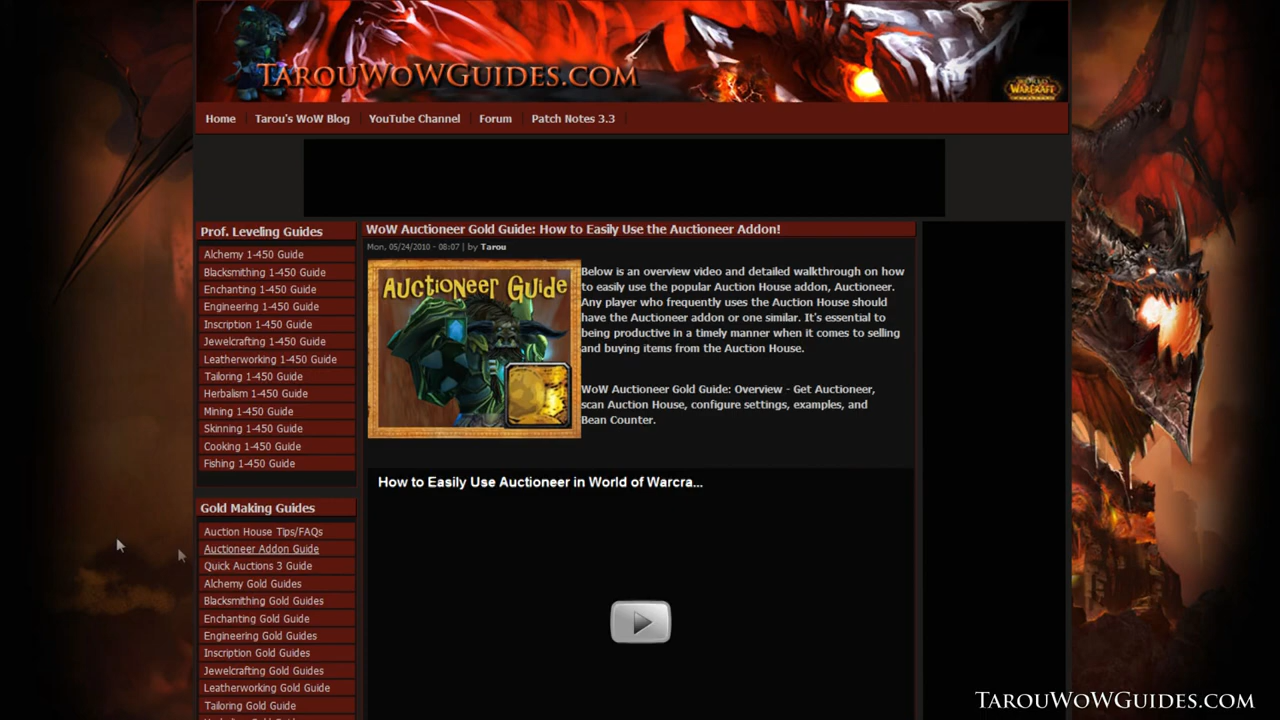 TarouWoWGuides.com
World of Warcraft
Home
Tarou's WoW Blog
YouTube Channel
Forum
Patch Notes 3.3
Prof. Leveling Guides
Alchemy 1-450 Guide
Blacksmithing 1-450 Guide
Enchanting 1-450 Guide
Engineering 1-450 Guide
Inscription 1-450 Guide
Jewelcrafting 1-450 Guide
Leatherworking 1-450 Guide
Tailoring 1-450 Guide
Herbalism 1-450 Guide
Mining 1-450 Guide
Skinning 1-450 Guide
Cooking 1-450 Guide
Fishing 1-450 Guide
Gold Making Guides
Auction House Tips/FAQs
Auctioneer Addon Guide
Quick Auctions 3 Guide
Alchemy Gold Guides
Blacksmithing Gold Guides
Enchanting Gold Guide
Engineering Gold Guides
Inscription Gold Guides
Jewelcrafting Gold Guides
Leatherworking Gold Guide
Tailoring Gold Guide
WoW Auctioneer Gold Guide: How to Easily Use the Auctioneer Addon!
Mon, 05/24/2010 - 08:07 | by Tarou
Auctioneer Guide
Below is an overview video and detailed walkthrough on how
to easily use the popular Auction House addon, Auctioneer.
Any player who frequently uses the Auction House should
have the Auctioneer addon or one similar. It's essential to
being productive in a timely manner when it comes to selling
and buying items from the Auction House.
WoW Auctioneer Gold Guide: Overview - Get Auctioneer,
scan Auction House, configure settings, examples, and
Bean Counter.
How to Easily Use Auctioneer in World of Warcra...
TarouWoWGuides.com